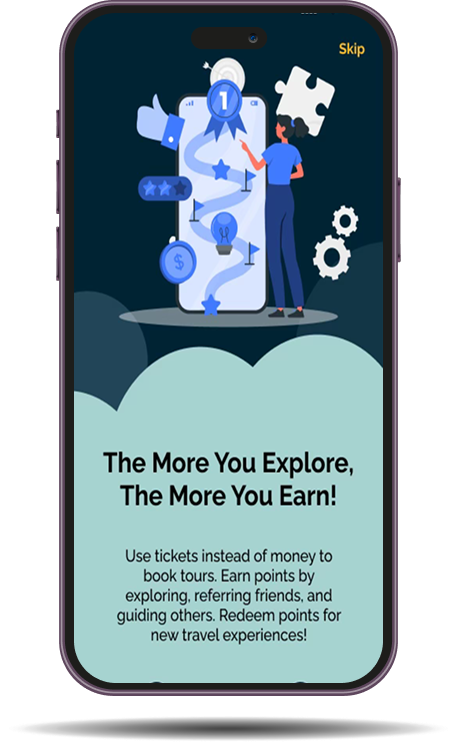 Skip
1
$
The More You Explore,
The More You Earn!
Use tickets instead of money to
book tours. Earn points by
exploring, referring friends, and
guiding others. Redeem points for
new travel experiences!